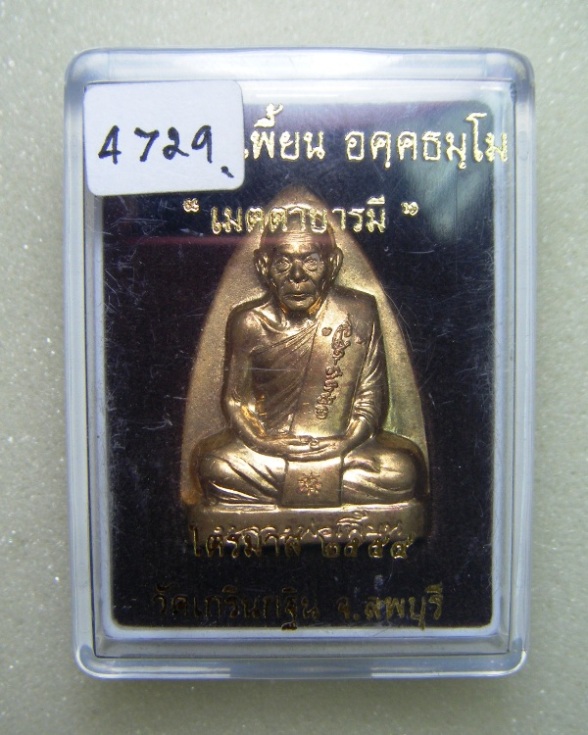 4729
เพี้ยน อคฺคธมฺโม
“ เมตตาบารมี ”
ไตรมาส ๒๕๕๕
วัดเกริ่นกฐิน จ.ลพบุรี